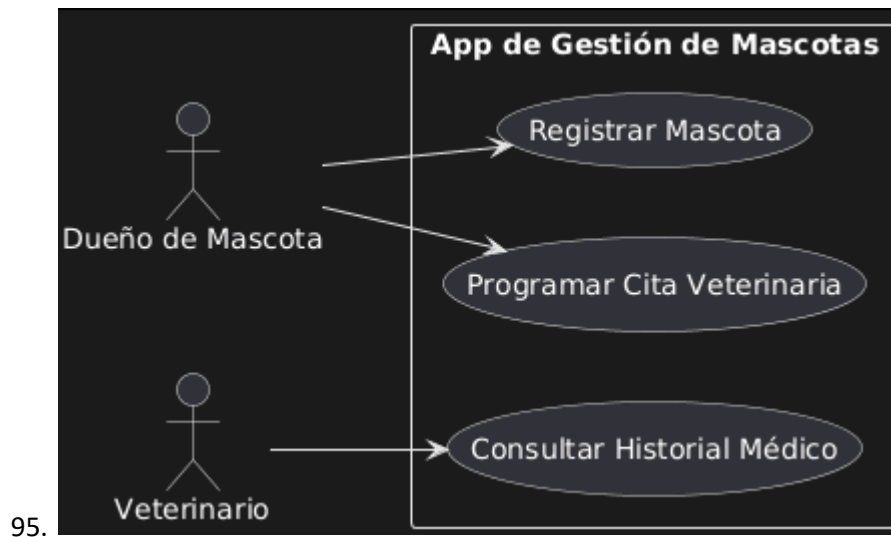 App de Gestión de Mascotas
Registrar Mascota
Dueño de Mascota
Programar Cita Veterinaria
Consultar Historial Médico
Veterinario
95.